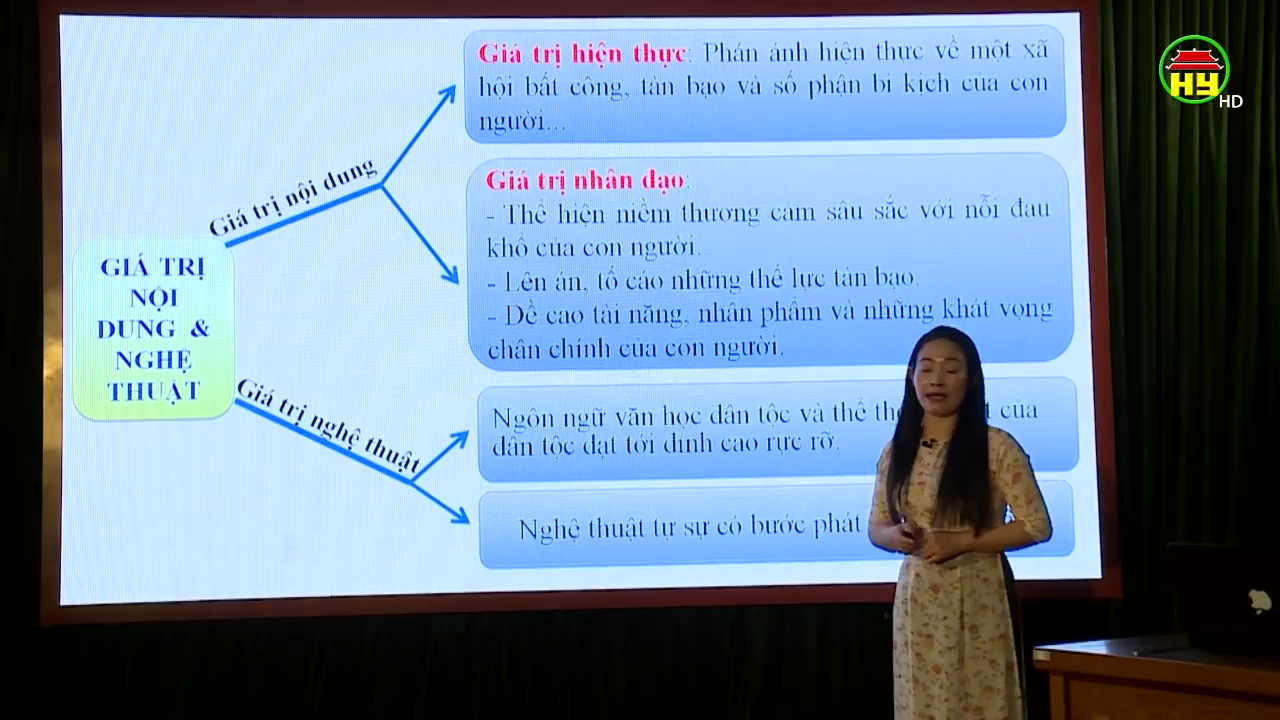 Giá trị hiện thực: Phản ánh hiện thực về một xã
hội bất công, tàn bạo và số phận bi kịch của con
người...
Giá trị nội dung
Giá trị nhân đạo:
- Thể hiện niềm thương cảm sâu sắc với nỗi đau
khổ của con người.
- Lên án, tố cáo những thế lực tàn bạo.
- Đề cao tài năng, nhân phẩm và những khát vọng
chân chính của con người.
GIÁ TRỊ
NỘI
DUNG &
NGHỆ
THUẬT
Giá trị nghệ thuật
Ngôn ngữ văn học dân tộc và thể của
dân tộc đạt tới đỉnh cao rực rỡ.
Nghệ thuật tự sự có bước phát
HY
HD